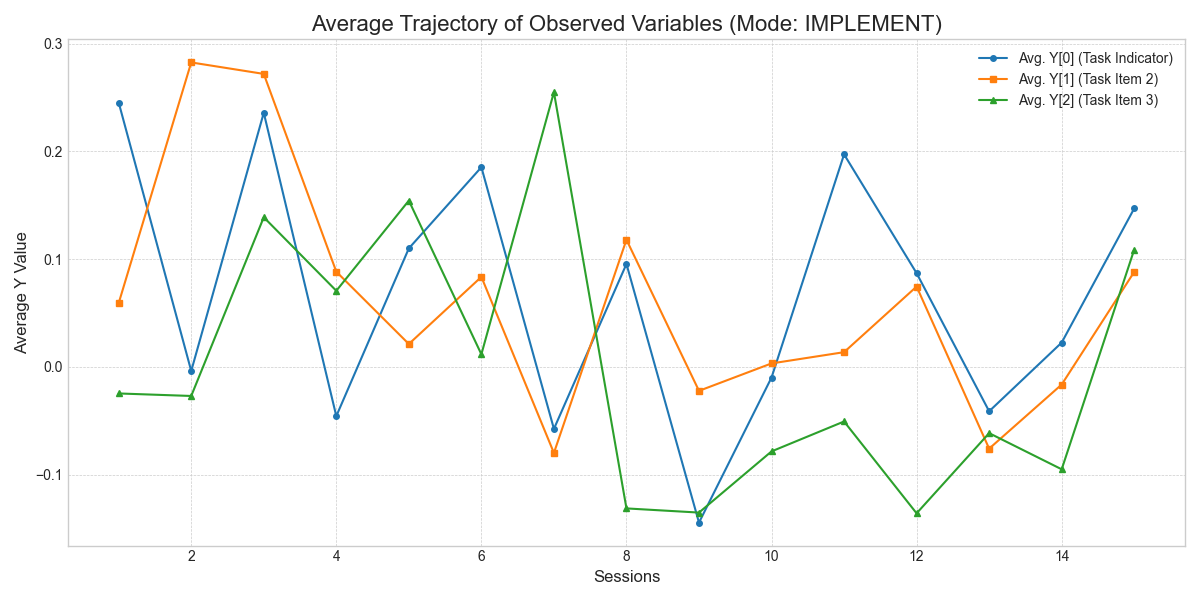 Average Trajectory of Observed Variables (Mode: IMPLEMENT)
Avg. Y[0] (Task Indicator)
Avg. Y[1] (Task Item 2)
Avg. Y[2] (Task Item 3)
Average Y Value
0.3
0.2
0.1
0.0
−0.1
2 4 6 8 10 12 14
Sessions